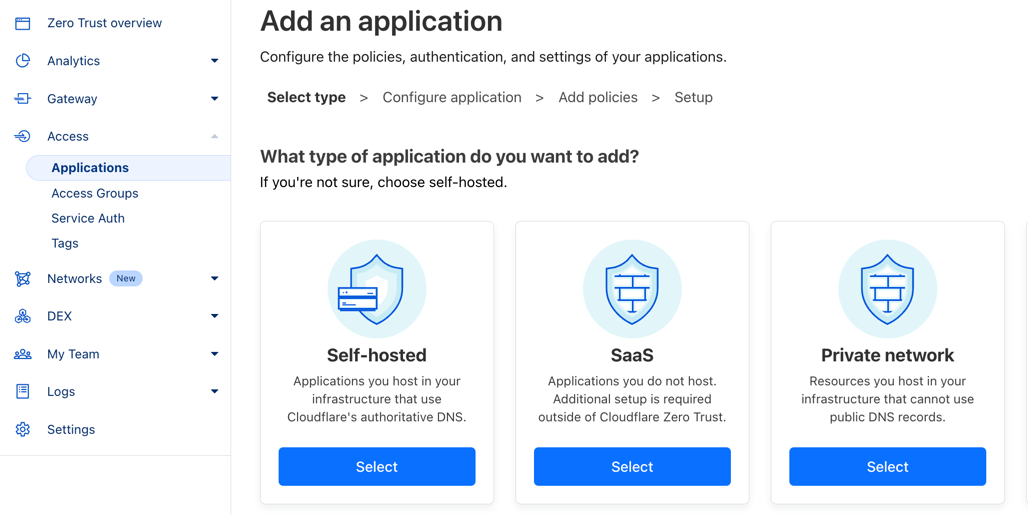 Zero Trust overview
Analytics
Gateway
Access
Applications
Access Groups
Service Auth
Tags
Networks New
DEX
My Team
Logs
Settings
Add an application
Configure the policies, authentication, and settings of your applications.
Select type > Configure application > Add policies > Setup
What type of application do you want to add?
If you're not sure, choose self-hosted.
Self-hosted
Applications you host in your
infrastructure that use
Cloudflare's authoritative DNS.
Select
SaaS
Applications you do not host.
Additional setup is required
outside of Cloudflare Zero Trust.
Select
Private network
Resources you host in your
infrastructure that cannot use
public DNS records.
Select